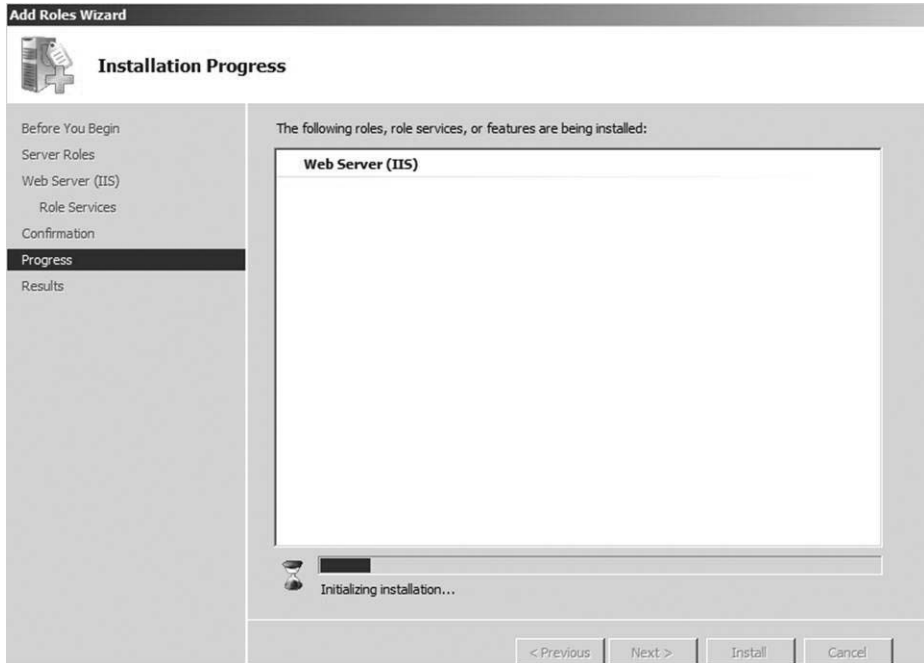 Add Roles Wizard
Installation Progress
Before You Begin
Server Roles
Web Server (IIS)
Role Services
Confirmation
Progress
Results
The following roles, role services, or features are being installed:
Web Server (IIS)
Initializing installation...
< Previous
Next >
Install
Cancel